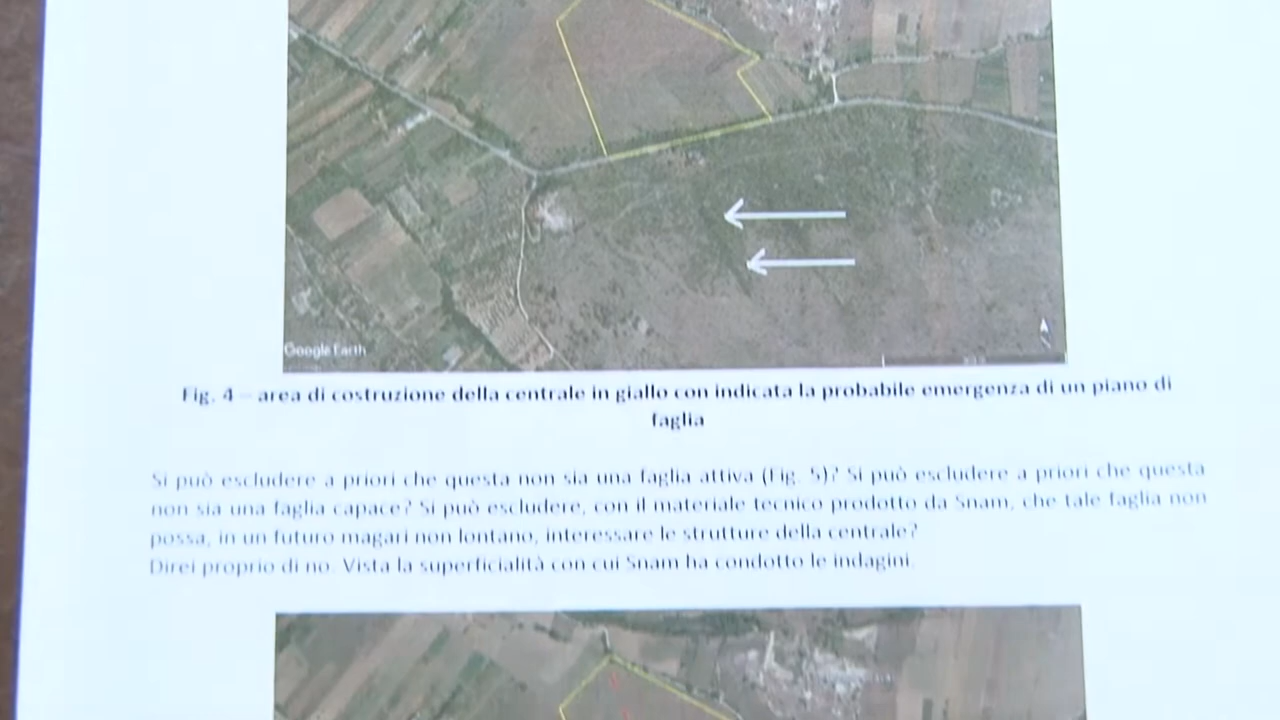 Google Earth
Fig. 4 – area di costruzione della centrale in giallo con indicata la probabile emergenza di un piano di
faglia
Si può escludere a priori che questa non sia una faglia attiva (Fig. 5)? Si può escludere a priori che questa
non sia una faglia capace? Si può escludere, con il materiale tecnico prodotto da Snam, che tale faglia non
possa, in un futuro magari non lontano, interessare le strutture della centrale?
Direi proprio di no. Vista la superficialità con cui Snam ha condotto le indagini.